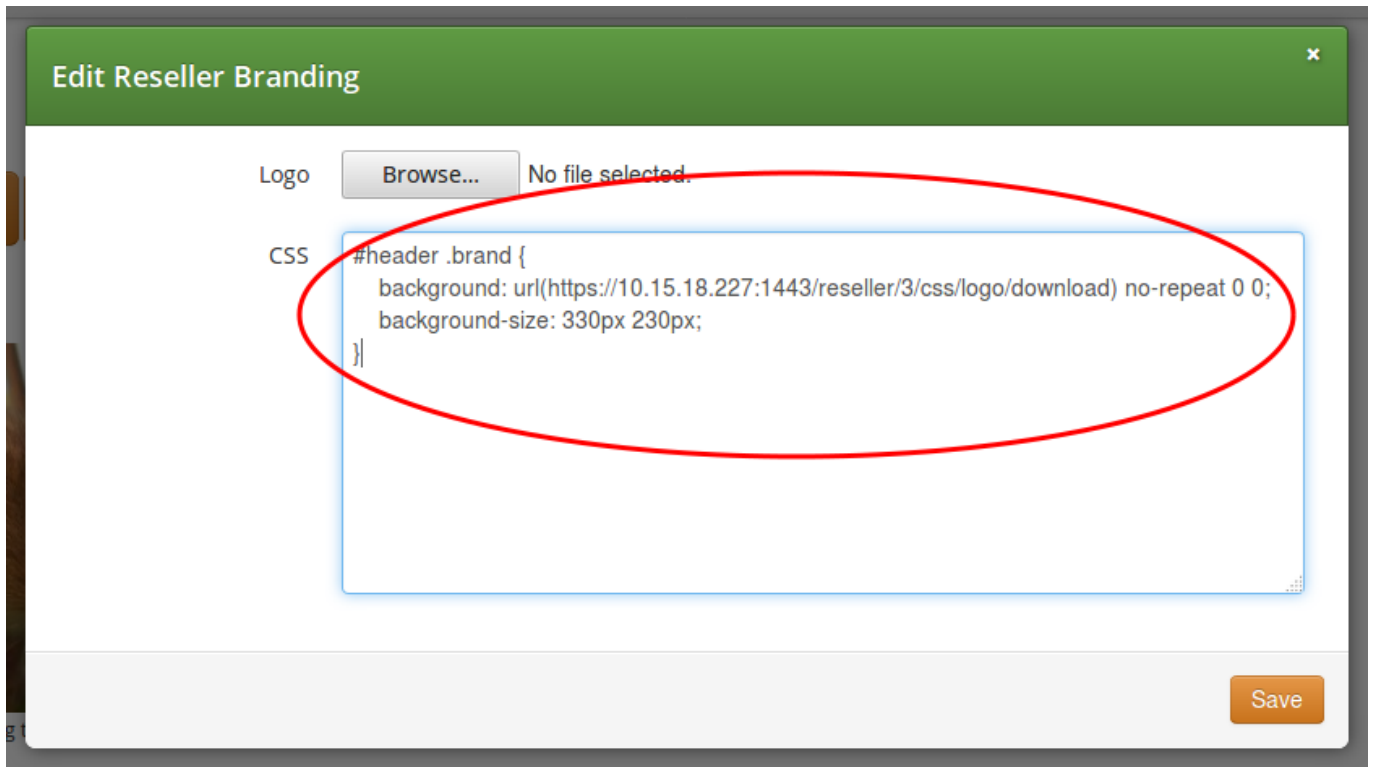 Edit Reseller Branding
×
Logo
Browse...
No file selected.
CSS
#header .brand {
    background: url(https://10.15.18.227:1443/reseller/3/css/logo/download) no-repeat 0 0;
    background-size: 330px 230px;
}
Save